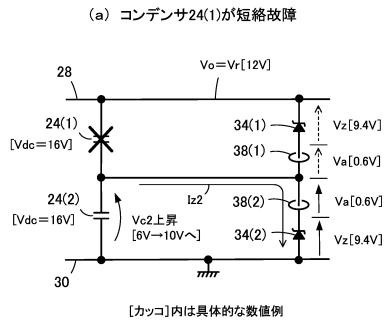 (a) コンデンサ24(1)が短絡故障
Vo=Vr[12V]
28
24(1)
[Vdc=16V]
34(1)
Vz[9.4V]
38(1)
Va[0.6V]
24(2)
[Vdc=16V]
Iz2
38(2)
Va[0.6V]
Vc2上昇
[6V→10Vへ]
34(2)
Vz[9.4V]
30
[カッコ]内は具体的な数値例